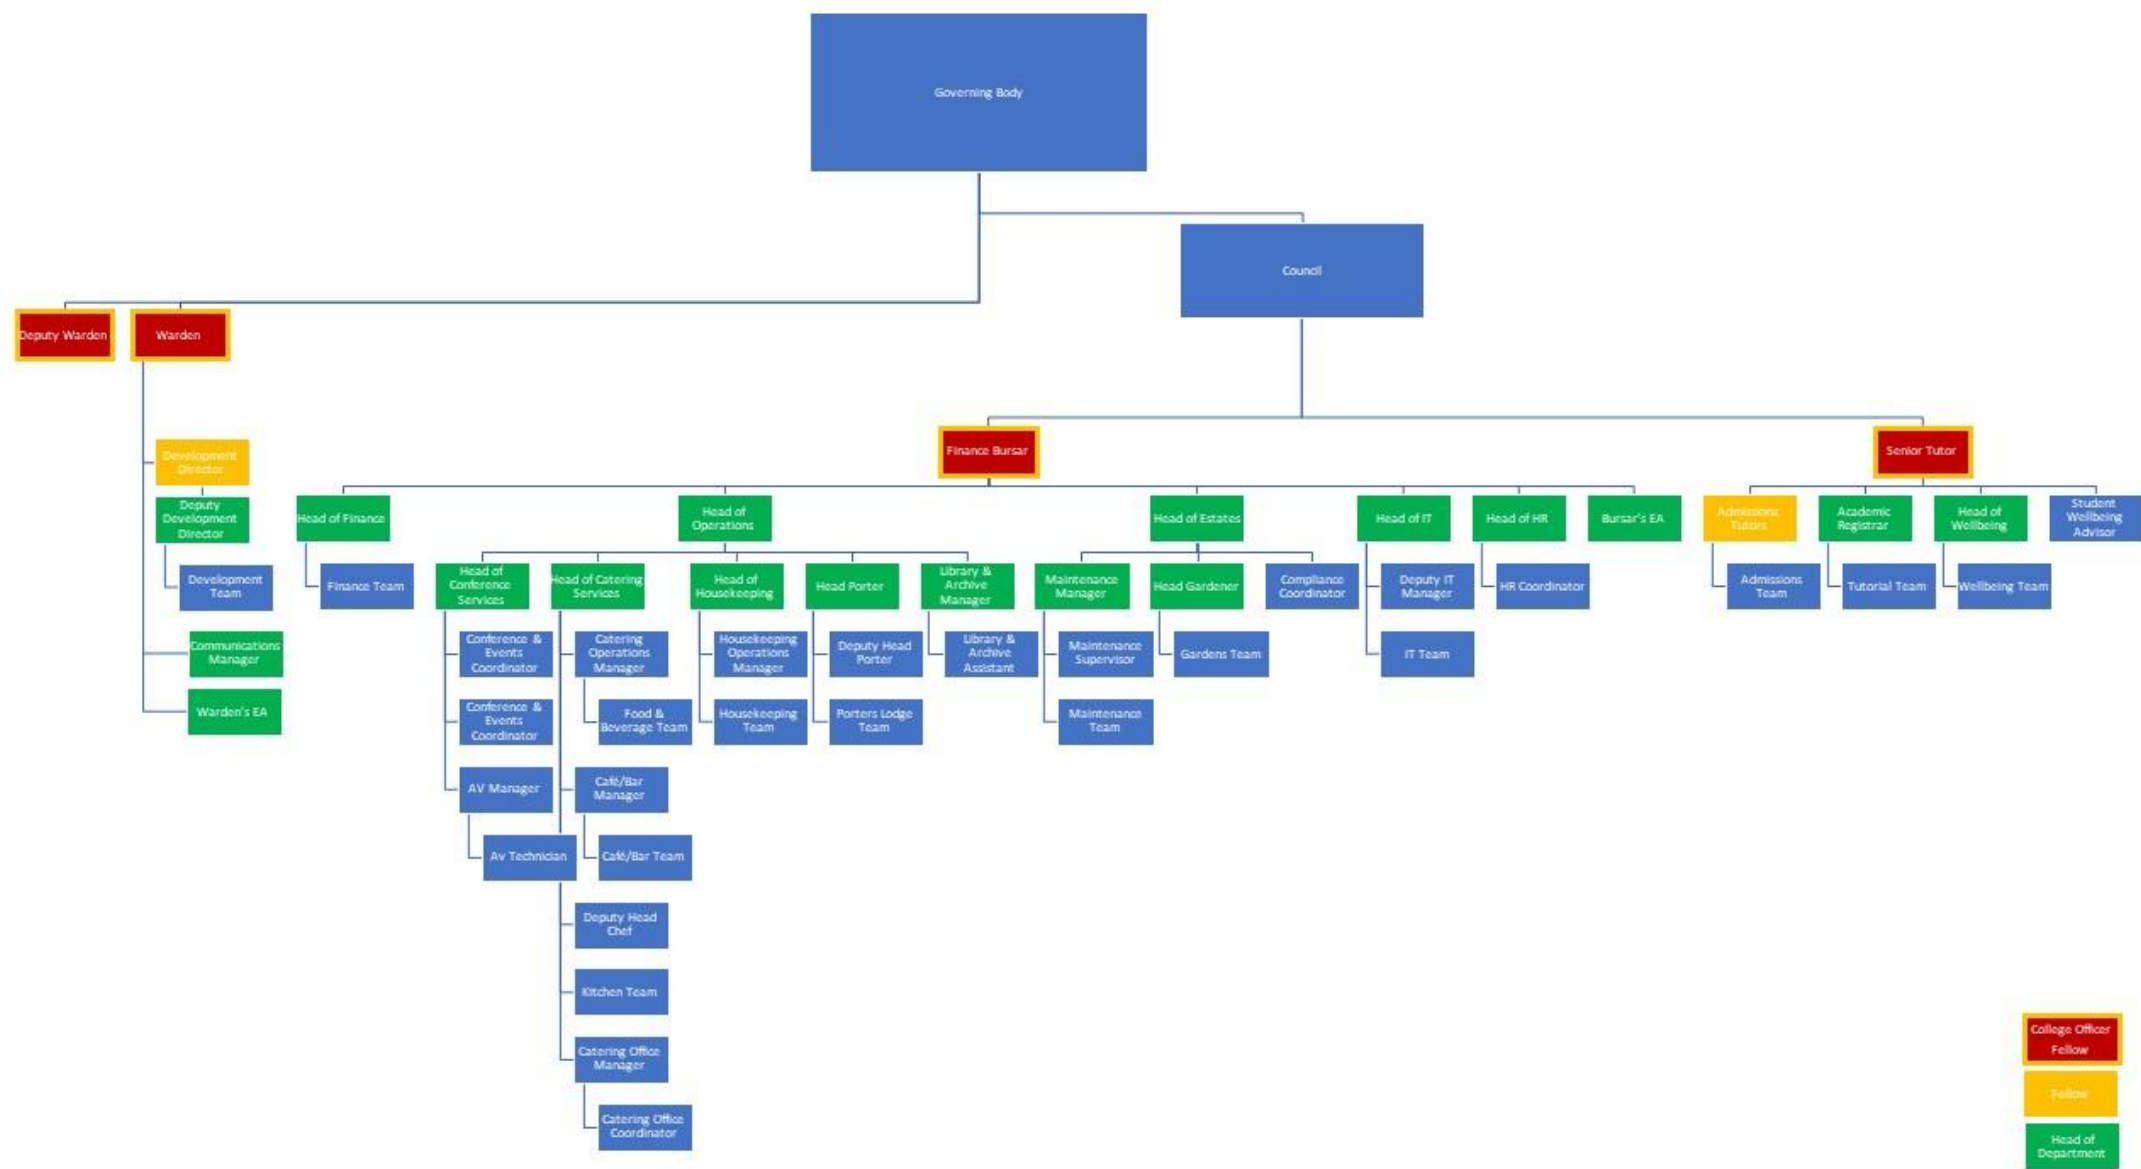 Governing Body
Council
Deputy Warden
Warden
Development
Director
Deputy
Development
Director
Development
Team
Communications
Manager
Warden's EA
Finance Bursar
Senior Tutor
Head of Finance
Finance Team
Head of
Operations
Head of
Conference
Services
Conference &
Events
Coordinator
Conference &
Events
Coordinator
AV Manager
Av Technician
Head of Catering
Services
Catering
Operations
Manager
Food &
Beverage Team
Café/Bar
Manager
Café/Bar Team
Deputy Head
Chef
Kitchen Team
Catering Office
Manager
Catering Office
Coordinator
Head of
Housekeeping
Housekeeping
Operations
Manager
Housekeeping
Team
Head Porter
Deputy Head
Porter
Porters Lodge
Team
Library &
Archive
Manager
Library &
Archive
Assistant
Head of Estates
Maintenance
Manager
Maintenance
Supervisor
Maintenance
Team
Head Gardener
Gardens Team
Compliance
Coordinator
Head of IT
Deputy IT
Manager
IT Team
Head of HR
HR Coordinator
Bursar's EA
Admissions
Tutors
Admissions
Team
Academic
Registrar
Tutorial Team
Head of
Wellbeing
Wellbeing Team
Student
Wellbeing
Advisor
College Officer
Fellow
Fellow
Head of
Department